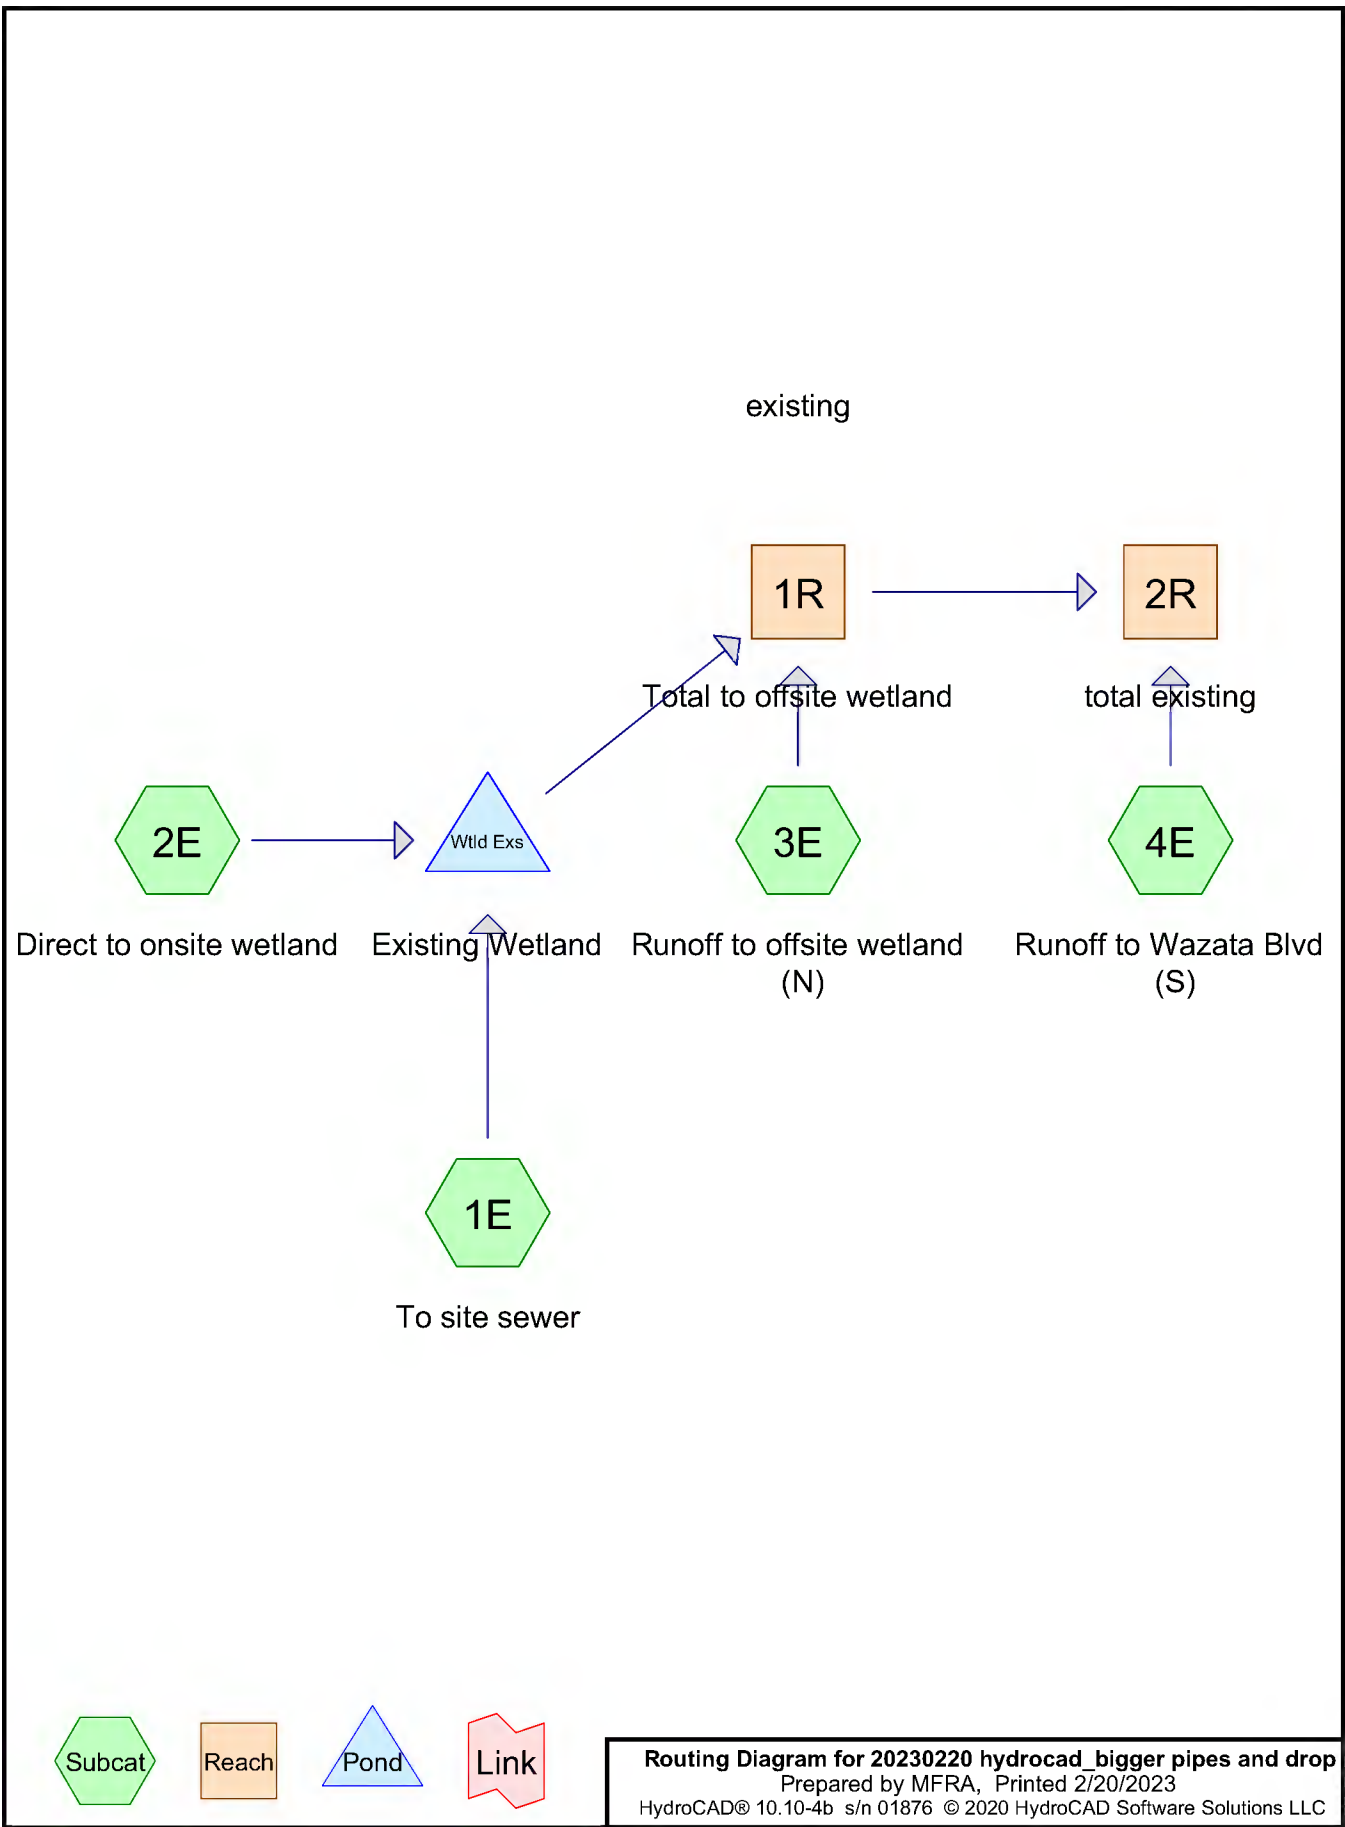 existing
1R
2R
Total to offsite wetland
total existing
2E
Wtld Exs
3E
4E
Direct to onsite wetland
Existing Wetland
Runoff to offsite wetland
(N)
Runoff to Wazata Blvd
(S)
1E
To site sewer
Subcat
Reach
Pond
Link
Routing Diagram for 20230220 hydrocad_bigger pipes and drop
Prepared by MFRA, Printed 2/20/2023
HydroCAD® 10.10-4b s/n 01876 © 2020 HydroCAD Software Solutions LLC